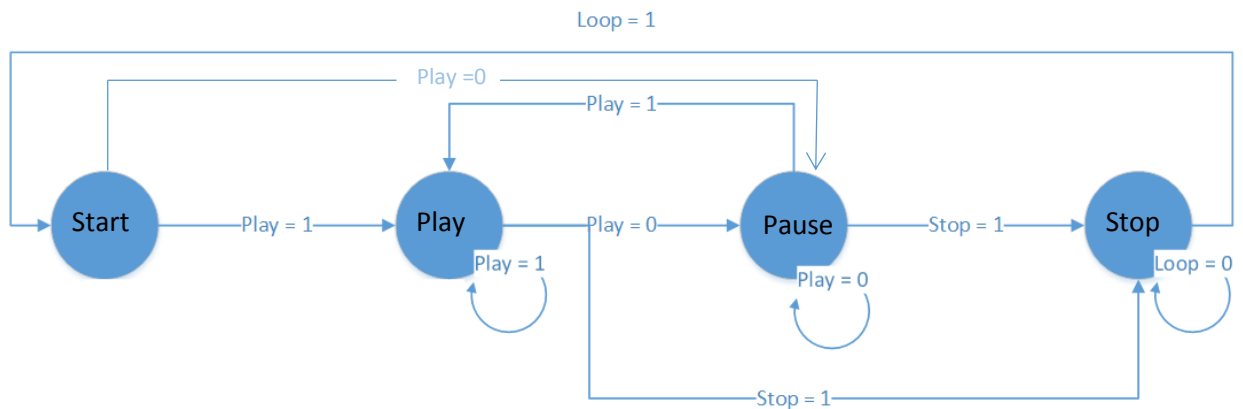 Loop = 1
Play =0
Play = 1
Start
Play = 1
Play
Play = 0
Pause
Stop = 1
Stop
Play = 1
Play = 0
Loop = 0
Stop = 1